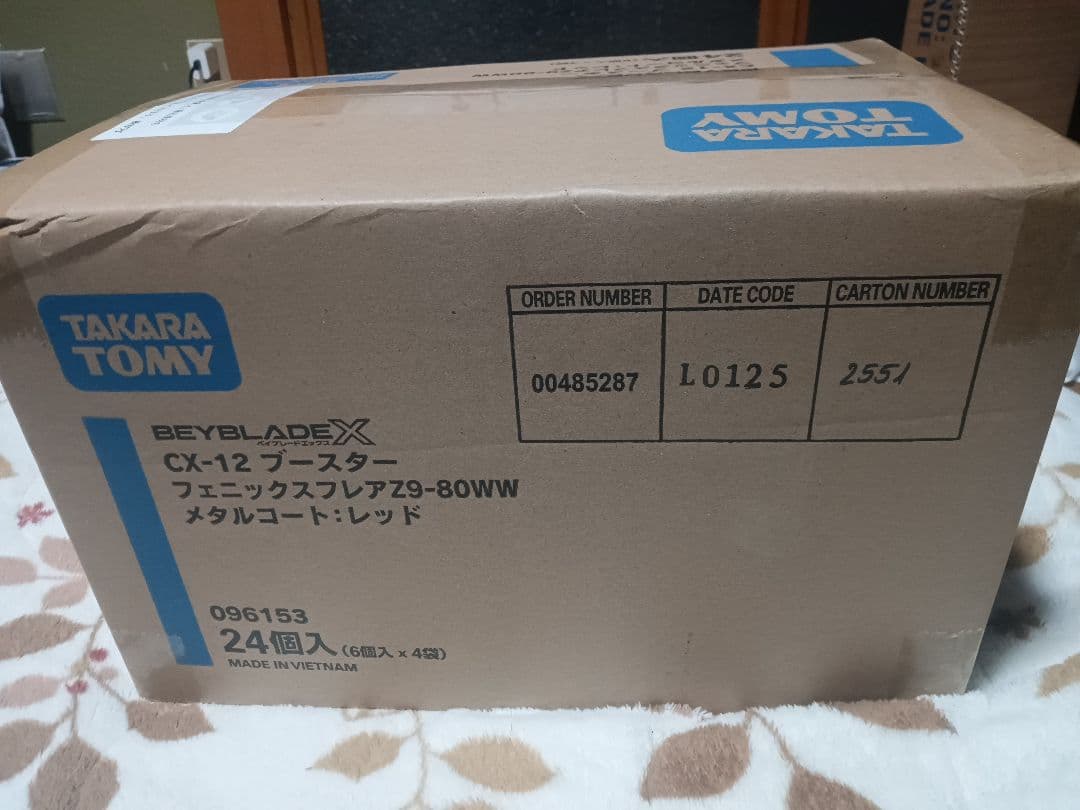 TAKARA
TOMY
TAKARA
TOMY
ORDER NUMBER
DATE CODE
CARTON NUMBER
00485287
L0125
2551
BEYBLADE X
ベイブレードエックス
CX-12 ブースター
フェニックスフレアZ9-80WW
メタルコート:レッド
096153
24個入(6個入 x 4袋)
MADE IN VIETNAM